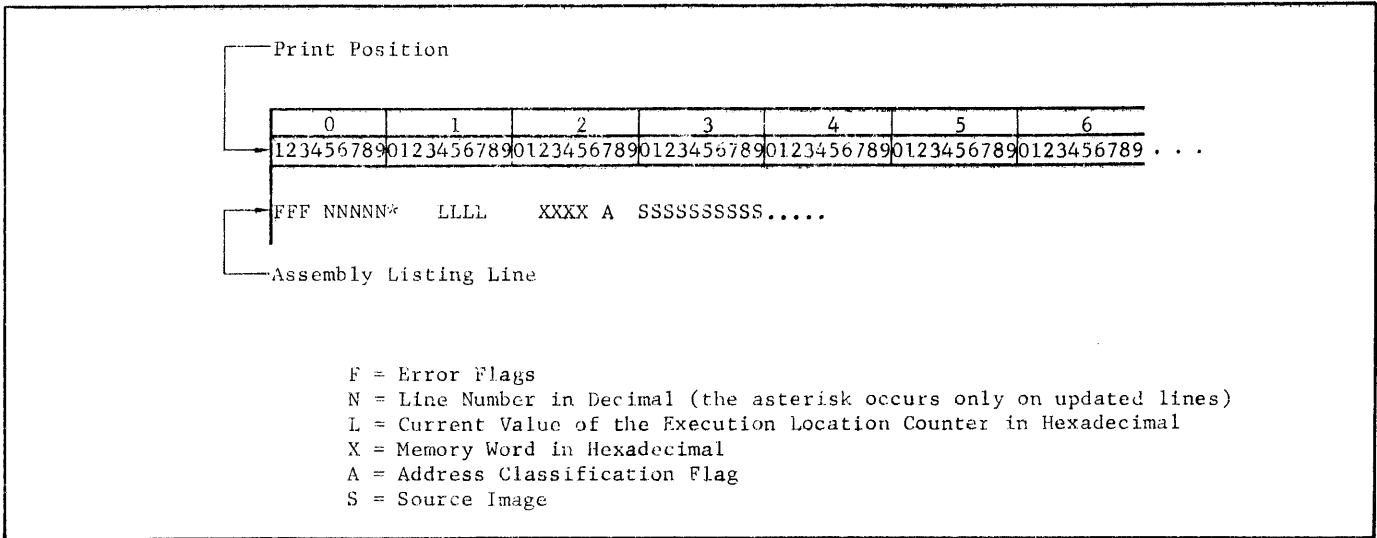 Print Position
0 1 2 3 4 5 6
123456789012345678901234567890123456789012345678901234567890123456789 . . .
FFF NNNNN* LLLL XXXX A SSSSSSSSSS.....
Assembly Listing Line
F = Error Flags
N = Line Number in Decimal (the asterisk occurs only on updated lines)
L = Current Value of the Execution Location Counter in Hexadecimal
X = Memory Word in Hexadecimal
A = Address Classification Flag
S = Source Image